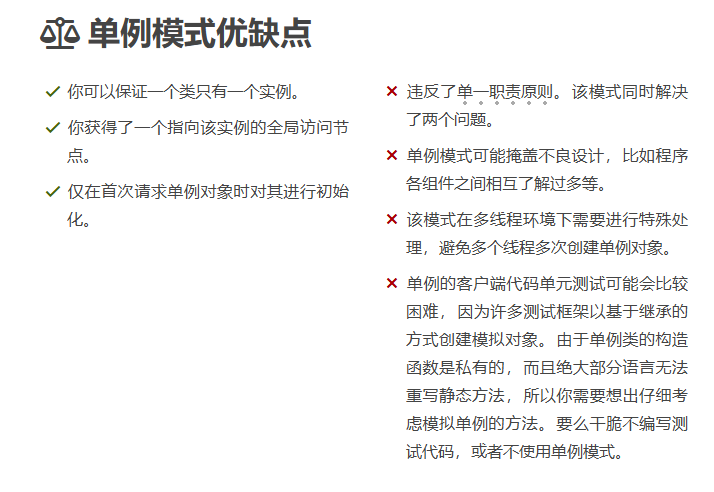 单例模式优缺点
你可以保证一个类只有一个实例。
你获得了一个指向该实例的全局访问节
点。
仅在首次请求单例对象时对其进行初始
化。
违反了单一职责原则。该模式同时解决
了两个问题。
单例模式可能掩盖不良设计，比如程序
各组件之间相互了解过多等。
该模式在多线程环境下需要进行特殊处
理，避免多个线程多次创建单例对象。
单例的客户端代码单元测试可能会比较
困难，因为许多测试框架以基于继承的
方式创建模拟对象。由于单例类的构造
函数是私有的，而且绝大部分语言无法
重写静态方法，所以你需要想出仔细考
虑模拟单例的方法。要么干脆不编写测
试代码，或者不使用单例模式。